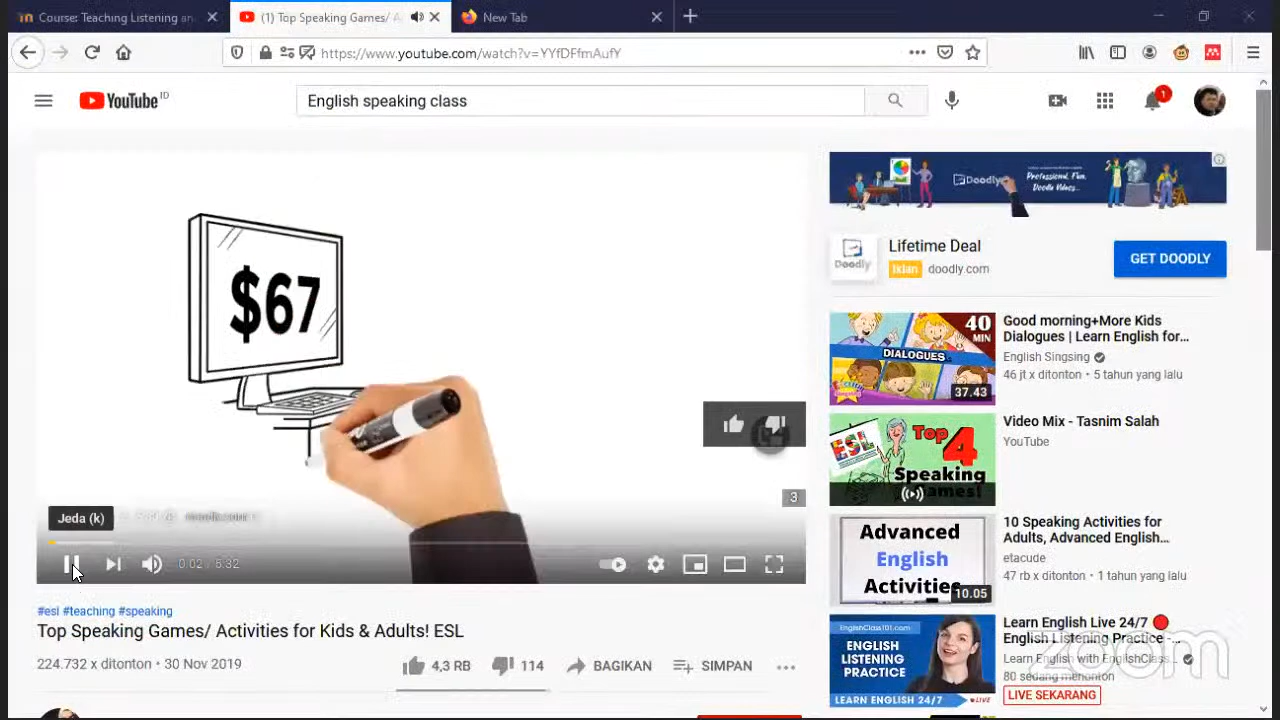 Course: Teaching Listening an
(1) Top Speaking Games/ A
New Tab
https://www.youtube.com/watch?v=YYfDFfmAufY
YouTube ID
English speaking class
1
$67
3
Jeda (k)
0:02 / 6:32
#esl #teaching #speaking
Top Speaking Games/ Activities for Kids & Adults! ESL
224.732 x ditonton • 30 Nov 2019
4,3 RB
114
BAGIKAN
SIMPAN
Doodly
Professional, Fun,
Doodle Videos...
Doodly
Lifetime Deal
Iklan doodly.com
GET DOODLY
40
MIN
DIALOGUES
37.43
Good morning+More Kids
Dialogues | Learn English for...
English Singsing
46 jt x ditonton • 5 tahun yang lalu
ESL
Top 4
Speaking
Games!
Video Mix - Tasnim Salah
YouTube
Advanced
English
Activities
10.05
10 Speaking Activities for
Adults, Advanced English...
etacude
47 rb x ditonton • 1 tahun yang lalu
EnglishClass101.com
ENGLISH
LISTENING
PRACTICE
LEARN ENGLISH 24/7
LIVE
Learn English Live 24/7
English Listening Practice -...
Learn English with EnglishClass...
80 sedang menonton
LIVE SEKARANG
zoom